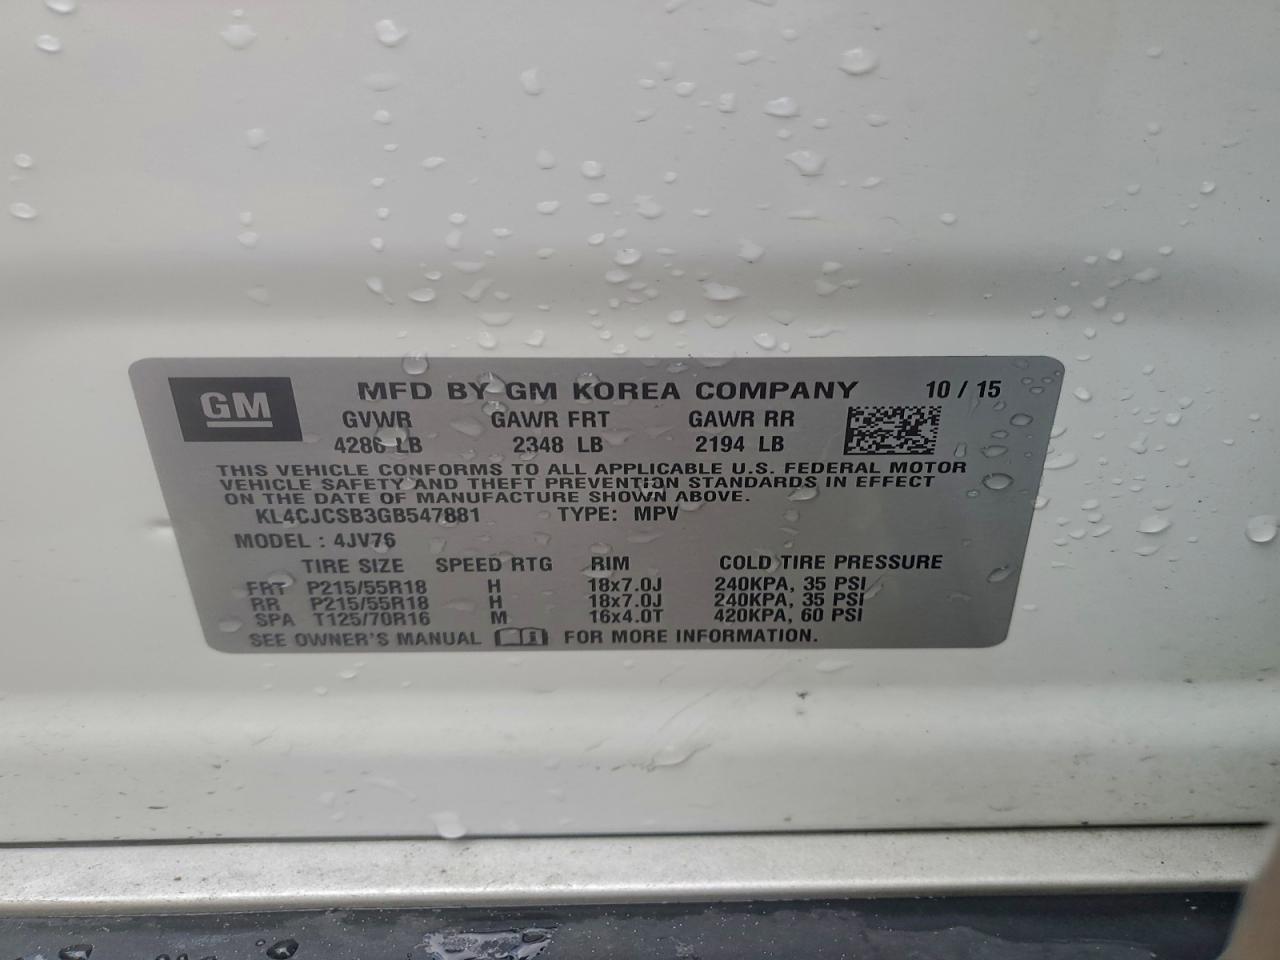 GM MFD BY GM KOREA COMPANY 10 / 15
GVWR GAWR FRT GAWR RR
4286 LB 2348 LB 2194 LB
THIS VEHICLE CONFORMS TO ALL APPLICABLE U.S. FEDERAL MOTOR
VEHICLE SAFETY AND THEFT PREVENTION STANDARDS IN EFFECT
ON THE DATE OF MANUFACTURE SHOWN ABOVE.
KL4CJCSB3GB547881 TYPE: MPV
MODEL : 4JV76
TIRE SIZE SPEED RTG RIM COLD TIRE PRESSURE
FRT P215/55R18 H 18x7.0J 240KPA, 35 PSI
RR P215/55R18 H 18x7.0J 240KPA, 35 PSI
SPA T125/70R16 M 16x4.0T 420KPA, 60 PSI
SEE OWNER'S MANUAL i FOR MORE INFORMATION.